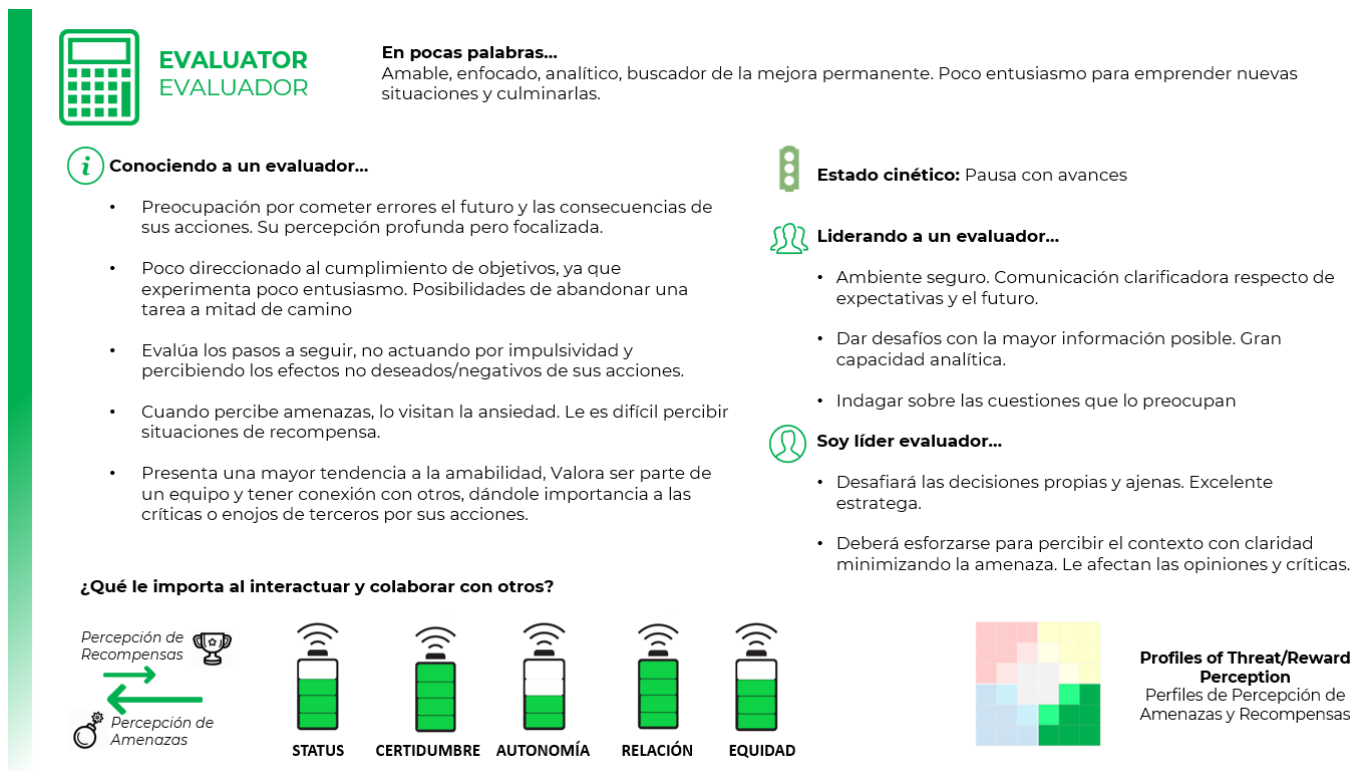 EVALUATOR
EVALUADOR
En pocas palabras...
Amable, enfocado, analítico, buscador de la mejora permanente. Poco entusiasmo para emprender nuevas
situaciones y culminarlas.
i
Conociendo a un evaluador...
• Preocupación por cometer errores el futuro y las consecuencias de
sus acciones. Su percepción profunda pero focalizada.
• Poco direccionado al cumplimiento de objetivos, ya que
experimenta poco entusiasmo. Posibilidades de abandonar una
tarea a mitad de camino
• Evalúa los pasos a seguir, no actuando por impulsividad y
percibiendo los efectos no deseados/negativos de sus acciones.
• Cuando percibe amenazas, lo visitan la ansiedad. Le es difícil percibir
situaciones de recompensa.
• Presenta una mayor tendencia a la amabilidad, Valora ser parte de
un equipo y tener conexión con otros, dándole importancia a las
críticas o enojos de terceros por sus acciones.
Estado cinético: Pausa con avances
Liderando a un evaluador...
• Ambiente seguro. Comunicación clarificadora respecto de
expectativas y el futuro.
• Dar desafíos con la mayor información posible. Gran
capacidad analítica.
• Indagar sobre las cuestiones que lo preocupan
Soy líder evaluador...
• Desafiará las decisiones propias y ajenas. Excelente
estratega.
• Deberá esforzarse para percibir el contexto con claridad
minimizando la amenaza. Le afectan las opiniones y críticas.
¿Qué le importa al interactuar y colaborar con otros?
Percepción de
Recompensas
Percepción de
Amenazas
STATUS
CERTIDUMBRE
AUTONOMÍA
RELACIÓN
EQUIDAD
Profiles of Threat/Reward
Perception
Perfiles de Percepción de
Amenazas y Recompensas